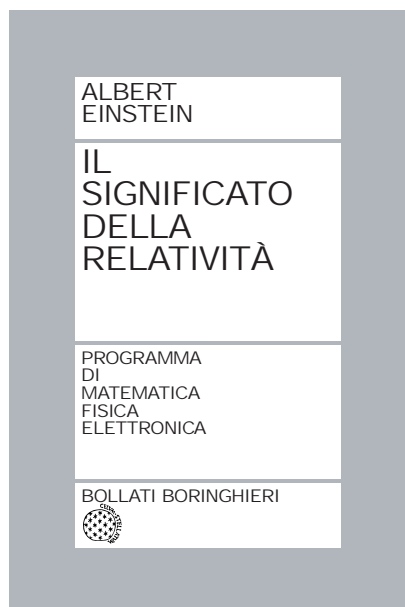 ALBERT
EINSTEIN
IL
SIGNIFICATO
DELLA
RELATIVITÀ
PROGRAMMA
DI
MATEMATICA
FISICA
ELETTRONICA
BOLLATI BORINGHIERI